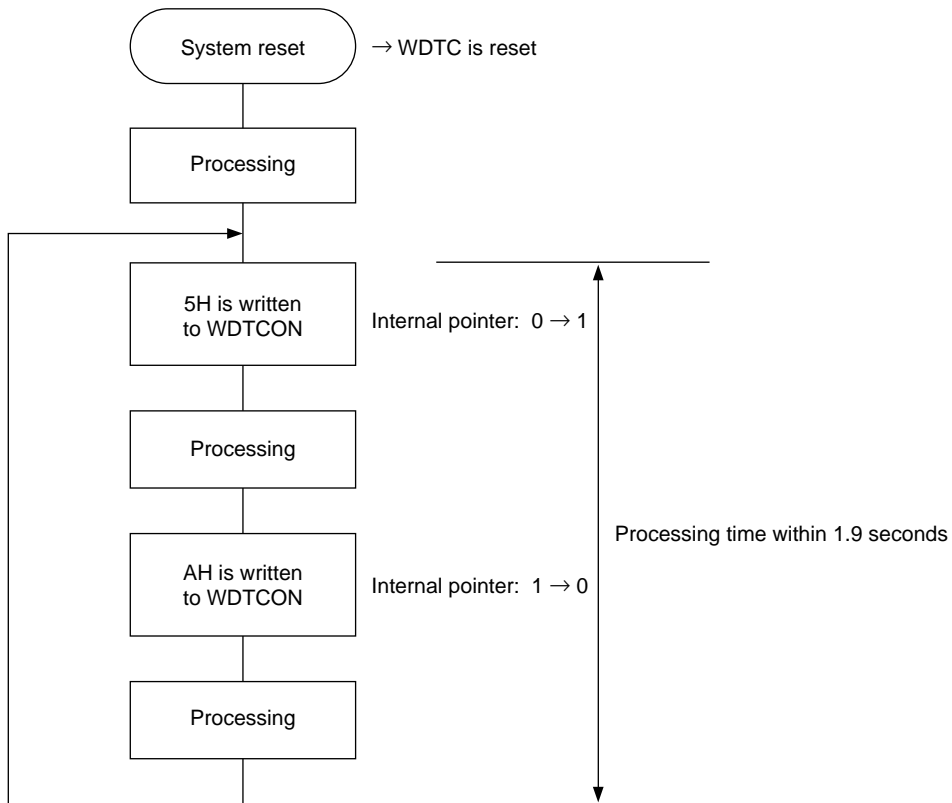 System reset
→ WDTC is reset
Processing
5H is written
to WDTCON
Internal pointer: 0 → 1
Processing
Processing time within 1.9 seconds
AH is written
to WDTCON
Internal pointer: 1 → 0
Processing